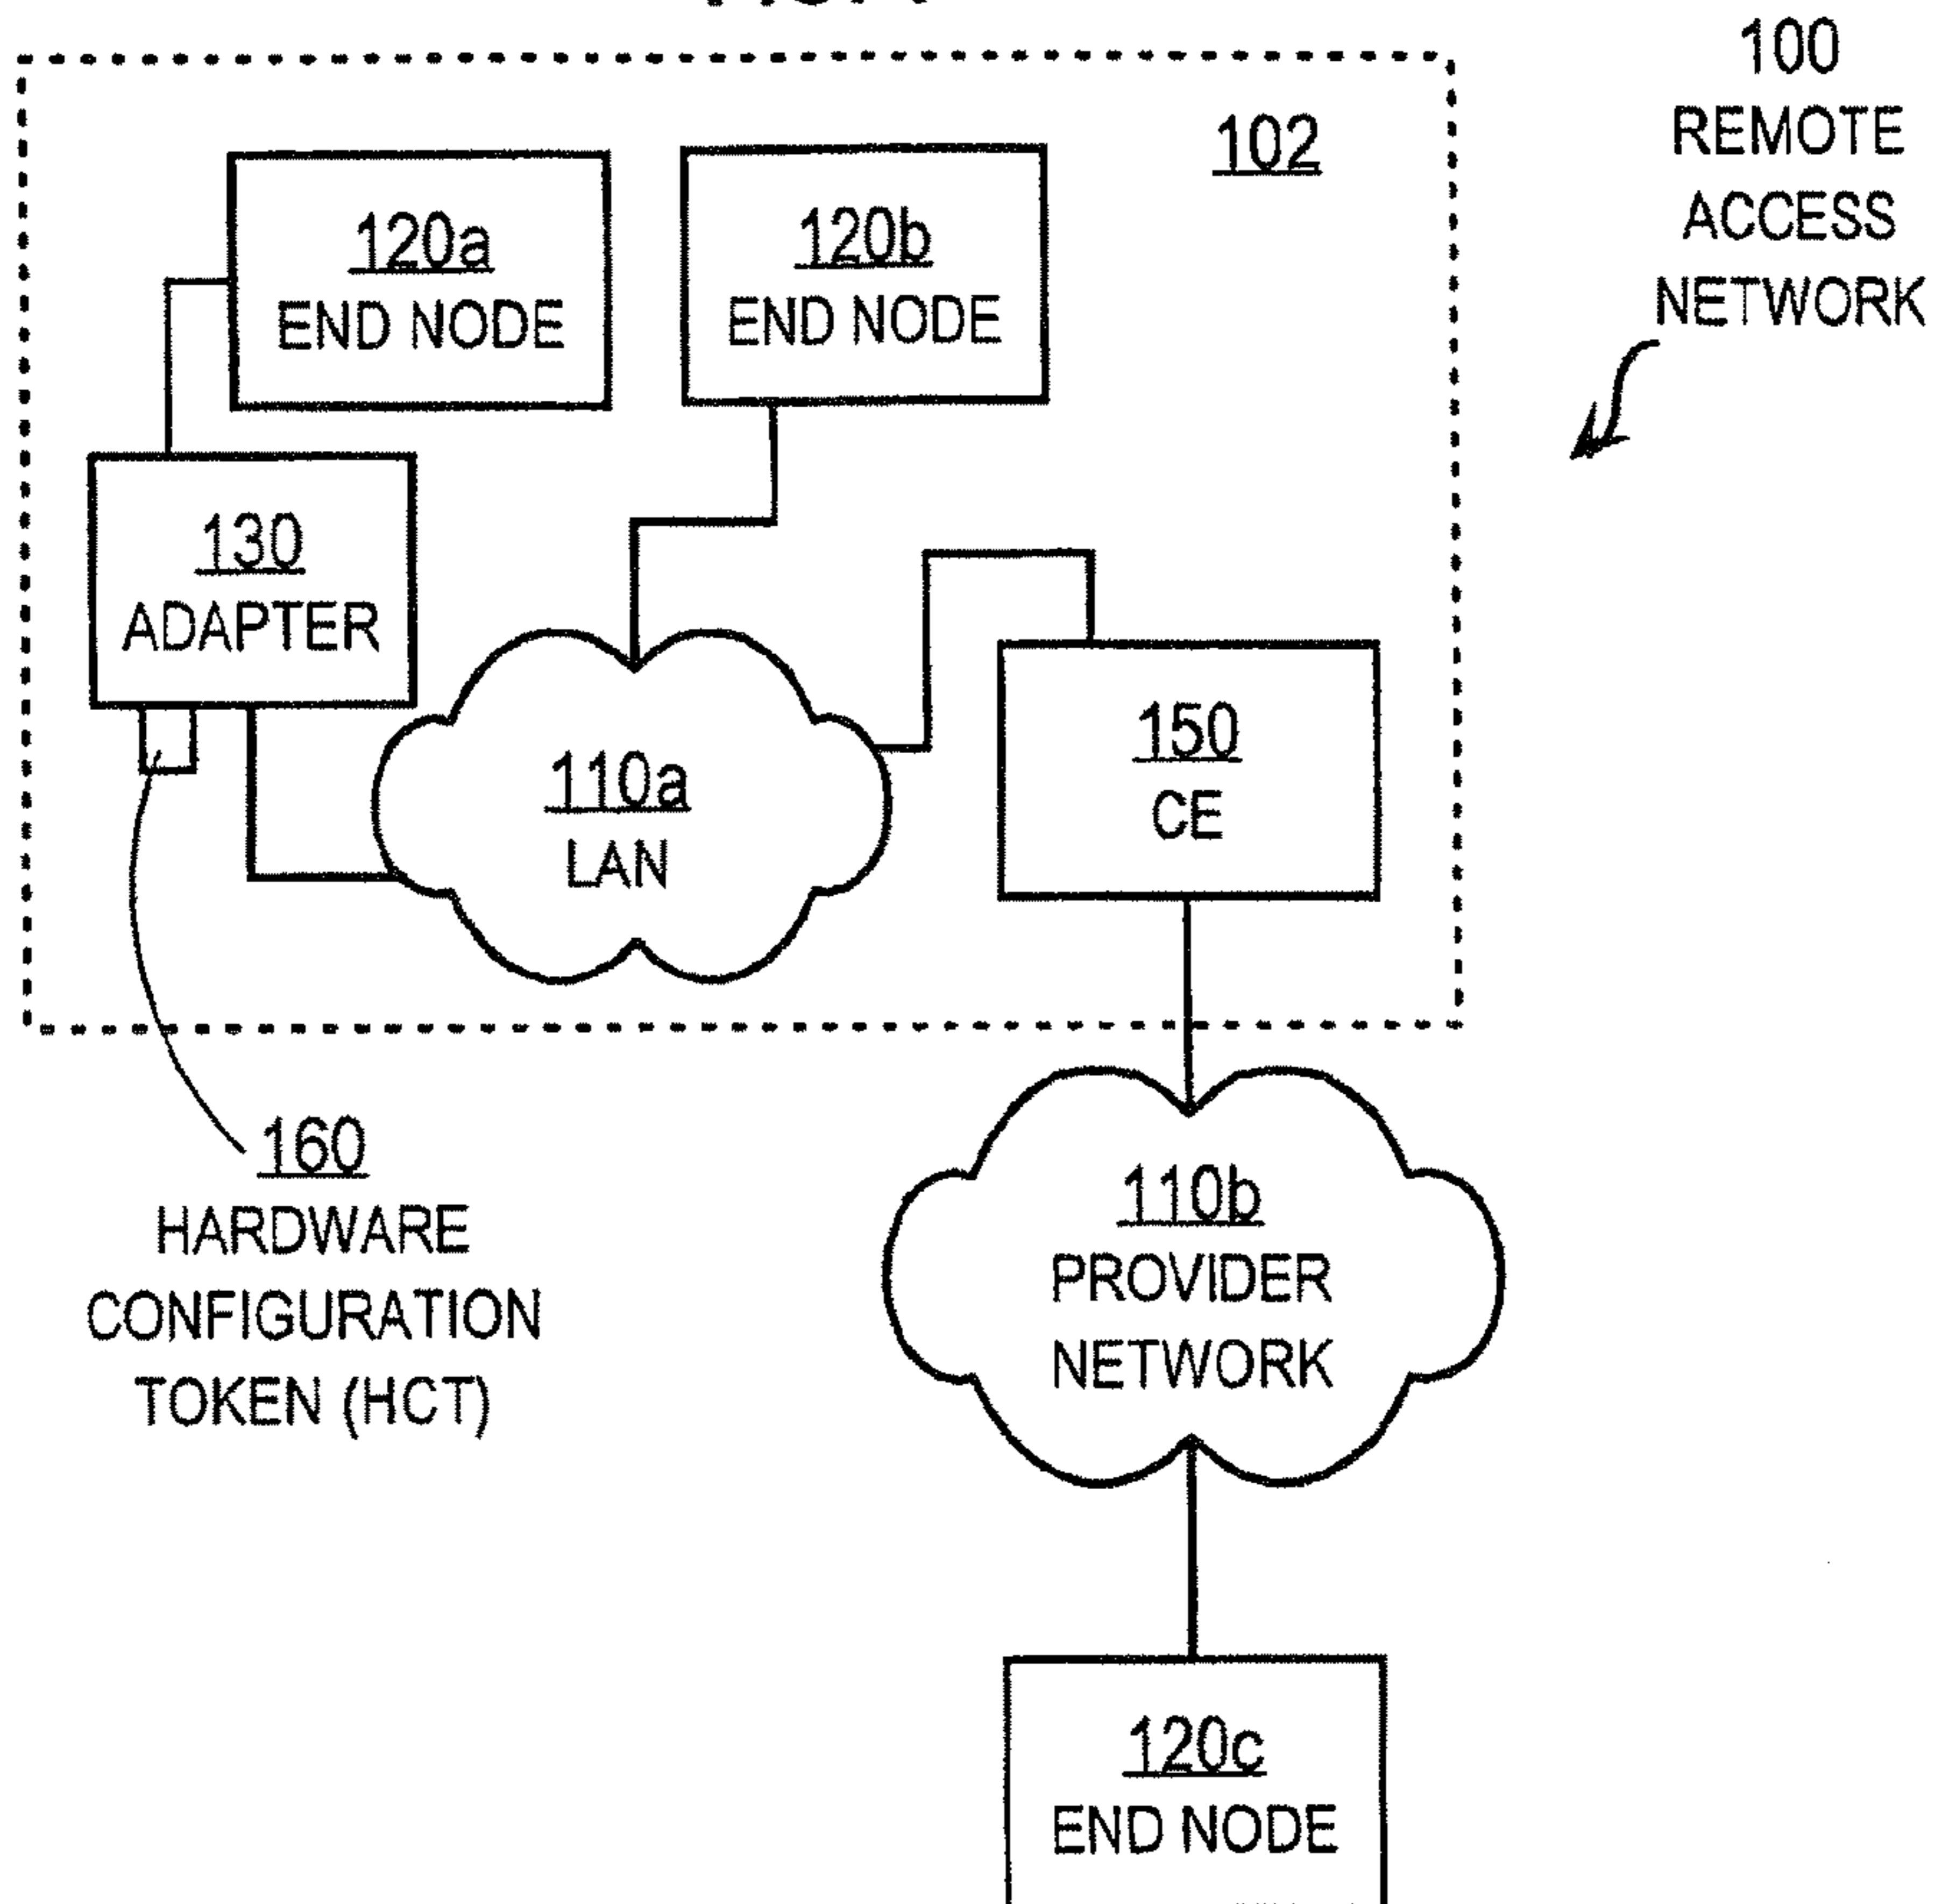 100
REMOTE
ACCESS
NETWORK
102
120a
END NODE
120b
END NODE
130
ADAPTER
110a
LAN
150
CE
160
HARDWARE
CONFIGURATION
TOKEN (HCT)
110b
PROVIDER
NETWORK
120c
END NODE